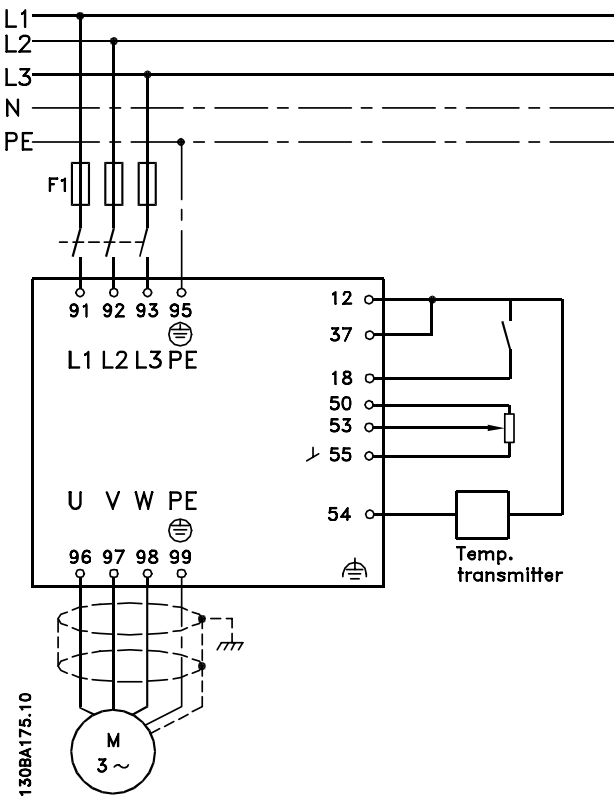 L1
L2
L3
N
PE
F1
91 92 93 95
L1 L2 L3 PE
12
37
18
50
53
55
54
Temp.
transmitter
U V W PE
96 97 98 99
M
3 ~
130BA175.10